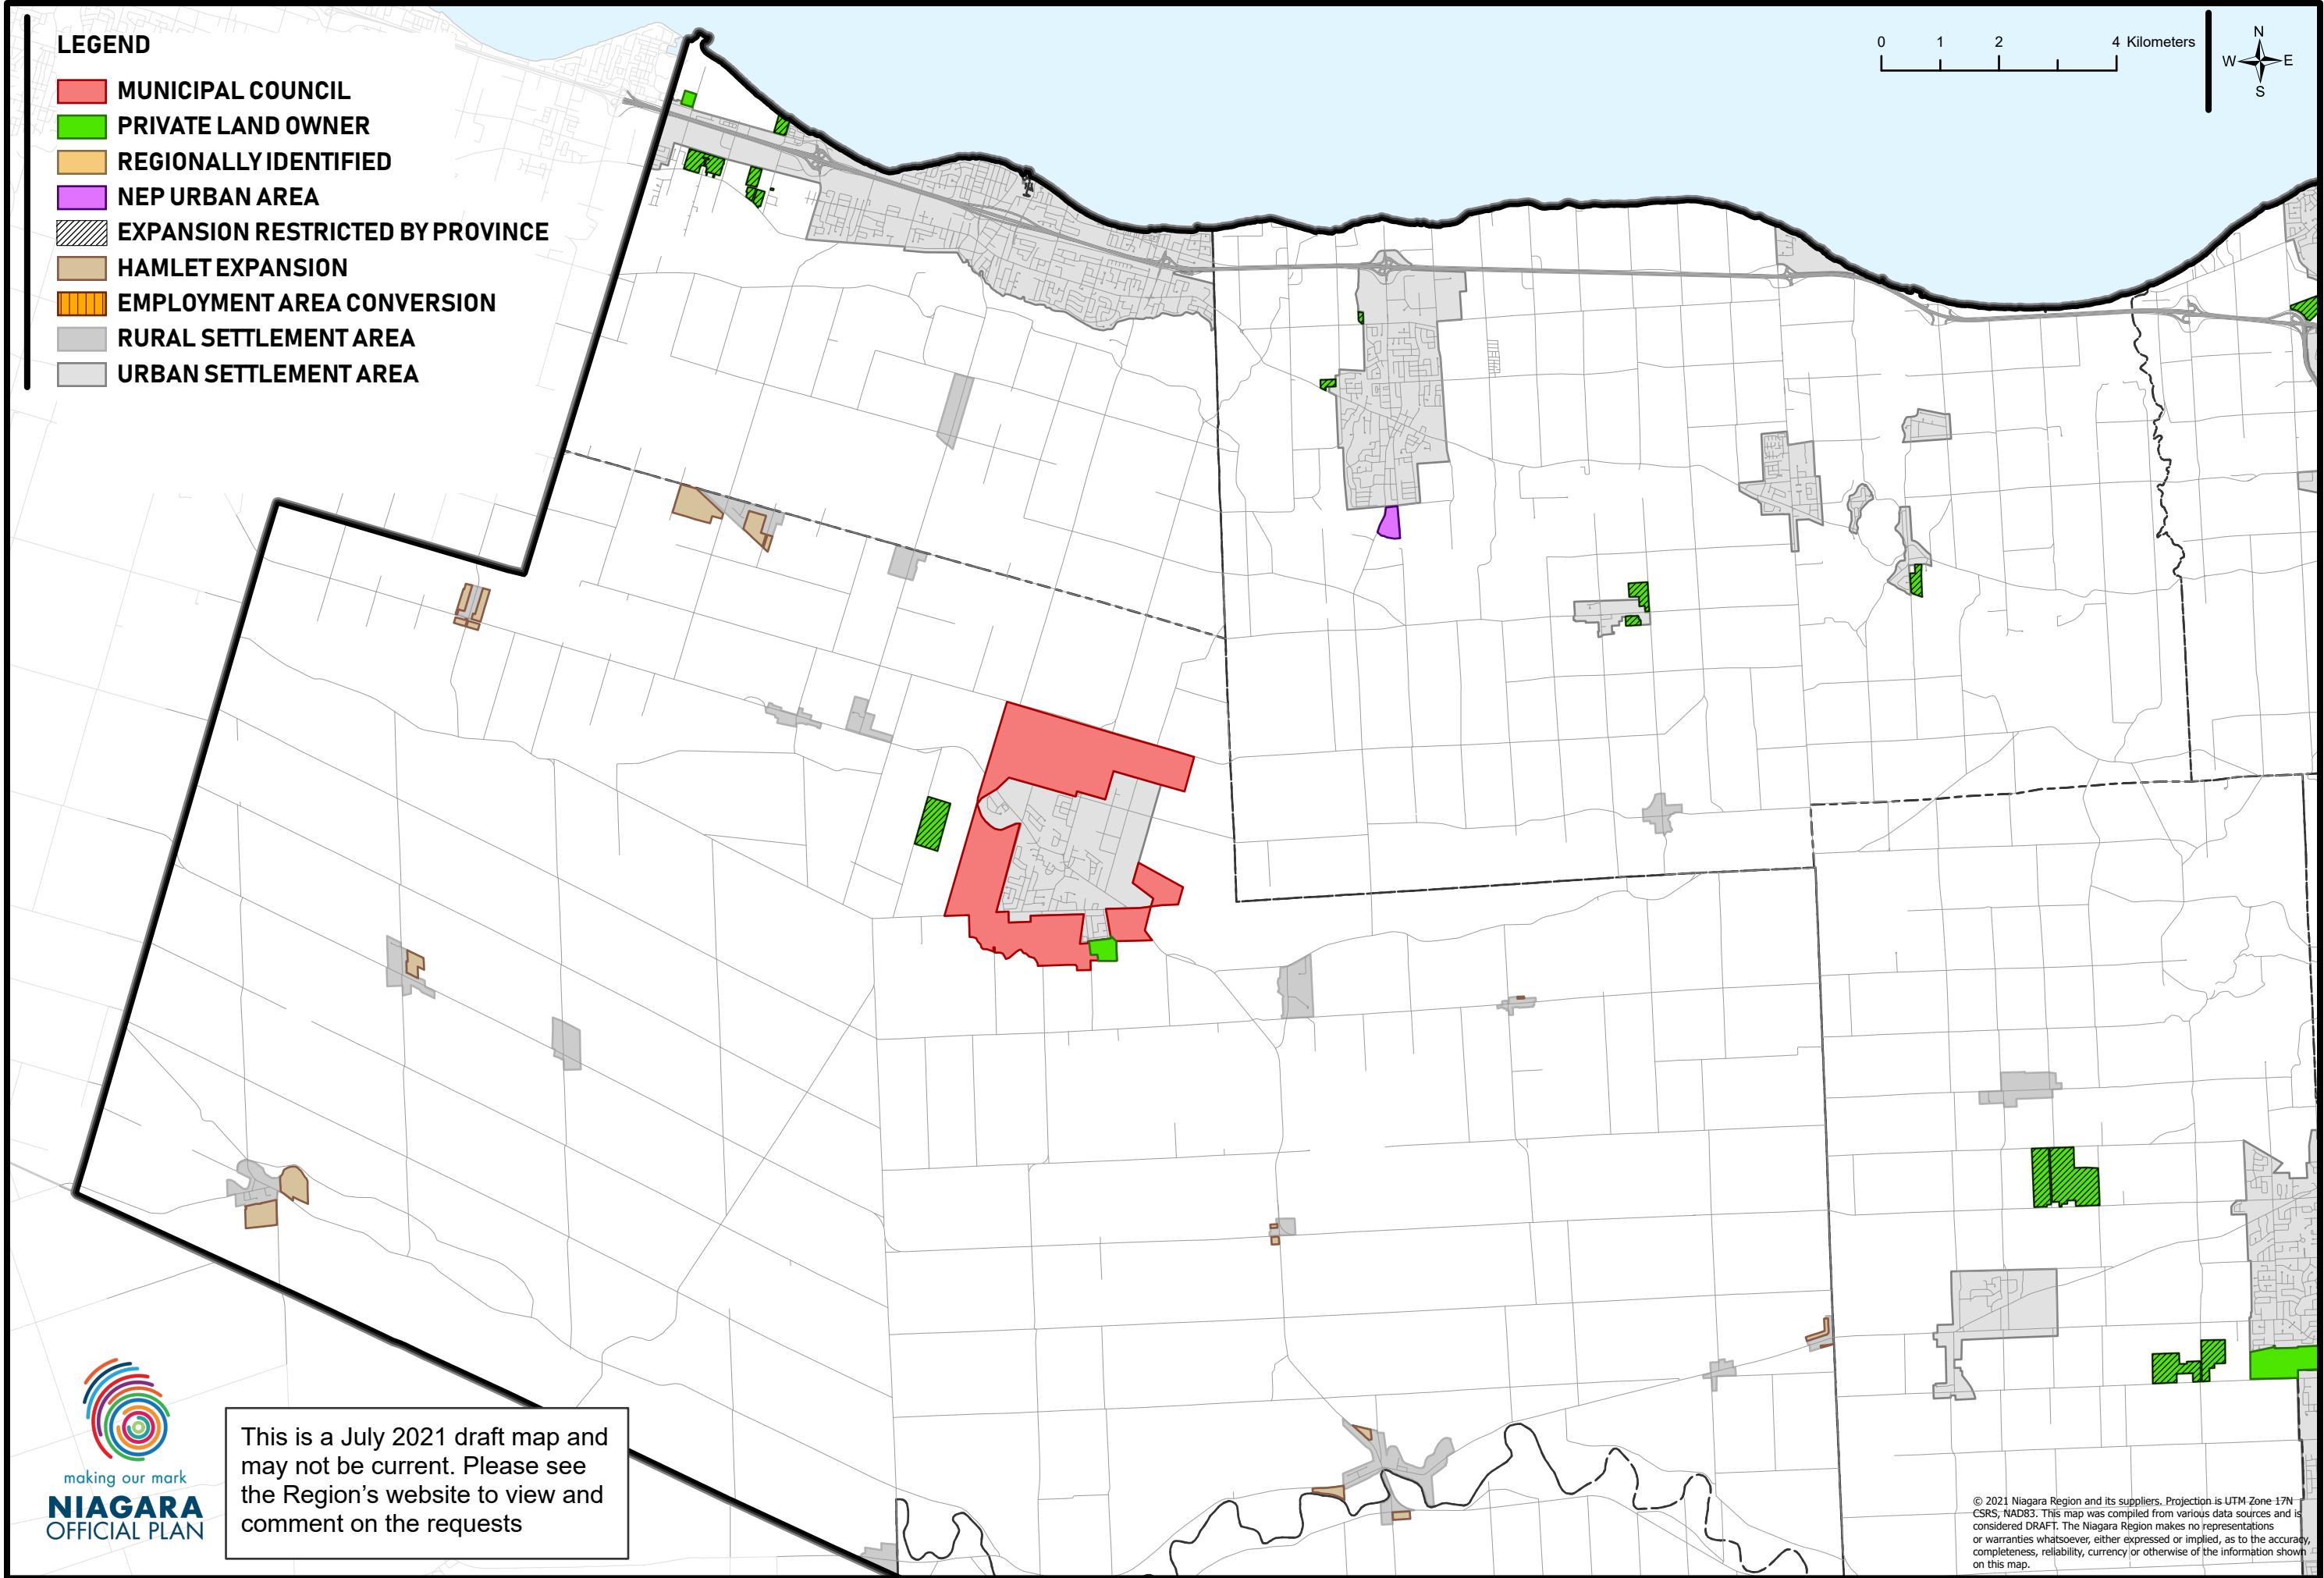 LEGEND
MUNICIPAL COUNCIL
PRIVATE LAND OWNER
REGIONALLY IDENTIFIED
NEP URBAN AREA
EXPANSION RESTRICTED BY PROVINCE
HAMLET EXPANSION
EMPLOYMENT AREA CONVERSION
RURAL SETTLEMENT AREA
URBAN SETTLEMENT AREA
0 1 2 4 Kilometers
N
W E
S
making our mark
NIAGARA
OFFICIAL PLAN
This is a July 2021 draft map and
may not be current. Please see
the Region's website to view and
comment on the requests
© 2021 Niagara Region and its suppliers. Projection is UTM Zone 17N
CSRS, NAD83. This map was compiled from various data sources and is
considered DRAFT. The Niagara Region makes no representations
or warranties whatsoever, either expressed or implied, as to the accuracy,
completeness, reliability, currency or otherwise of the information shown
on this map.